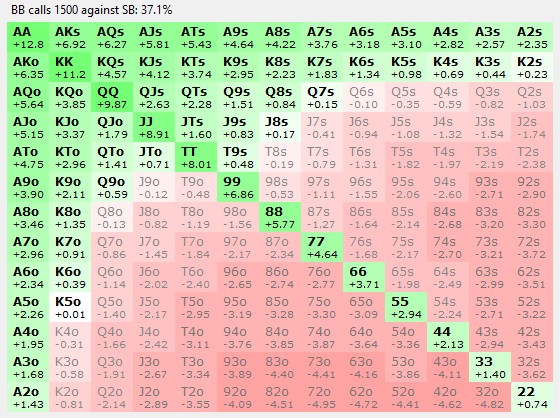 BB calls 1500 against SB: 37.1%
AA AKs AQs AJs ATs A9s A8s A7s A6s A5s A4s A3s A2s
+12.8 +6.92 +6.27 +5.81 +5.43 +4.64 +4.22 +3.76 +3.18 +3.10 +2.82 +2.57 +2.35
AKo KK KQs KJs KTs K9s K8s K7s K6s K5s K4s K3s K2s
+6.35 +11.2 +4.57 +4.12 +3.74 +2.95 +2.23 +1.83 +1.34 +0.98 +0.69 +0.44 +0.23
AQo KQo QQ QJs QTs Q9s Q8s Q7s Q6s Q5s Q4s Q3s Q2s
+5.64 +3.85 +9.87 +2.63 +2.28 +1.51 +0.84 +0.15 -0.10 -0.35 -0.59 -0.82 -1.03
AJo KJo QJo JJ JTs J9s J8s J7s J6s J5s J4s J3s J2s
+5.15 +3.37 +1.79 +8.91 +1.60 +0.83 +0.17 -0.41 -0.94 -1.08 -1.32 -1.54 -1.74
ATo KTo QTo JTo TT T9s T8s T7s T6s T5s T4s T3s T2s
+4.75 +2.96 +1.41 +0.71 +8.01 +0.48 -0.19 -0.79 -1.31 -1.82 -1.97 -2.19 -2.38
A9o K9o Q9o J9o T9o 99 98s 97s 96s 95s 94s 93s 92s
+3.90 +2.11 +0.59 -0.12 -0.48 +6.86 -0.53 -1.11 -1.55 -2.06 -2.60 -2.71 -2.90
A8o K8o Q8o J8o T8o 98o 88 87s 86s 85s 84s 83s 82s
+3.46 +1.35 -0.13 -0.82 -1.19 -1.56 +5.77 -1.27 -1.64 -2.14 -2.68 -3.20 -3.30
A7o K7o Q7o J7o T7o 97o 87o 77 76s 75s 74s 73s 72s
+2.96 +0.91 -0.86 -1.45 -1.84 -2.17 -2.34 +4.64 -1.68 -2.17 -2.70 -3.21 -3.72
A6o K6o Q6o J6o T6o 96o 86o 76o 66 65s 64s 63s 62s
+2.34 +0.39 -1.14 -2.02 -2.40 -2.65 -2.74 -2.77 +3.71 -1.98 -2.49 -2.99 -3.51
A5o K5o Q5o J5o T5o 95o 85o 75o 65o 55 54s 53s 52s
+2.26 +0.01 -1.40 -2.17 -2.95 -3.19 -3.28 -3.30 -3.09 +2.94 -2.24 -2.71 -3.22
A4o K4o Q4o J4o T4o 94o 84o 74o 64o 54o 44 43s 42s
+1.95 -0.31 -1.66 -2.42 -3.11 -3.76 -3.85 -3.87 -3.64 -3.36 +2.13 -2.94 -3.43
A3o K3o Q3o J3o T3o 93o 83o 73o 63o 53o 43o 33 32s
+1.68 -0.58 -1.91 -2.67 -3.34 -3.89 -4.40 -4.41 -4.16 -3.86 -4.11 +1.40 -3.62
A2o K2o Q2o J2o T2o 92o 82o 72o 62o 52o 42o 32o 22
+1.43 -0.81 -2.14 -2.89 -3.55 -4.09 -4.51 -4.95 -4.72 -4.41 -4.62 -4.82 +0.74